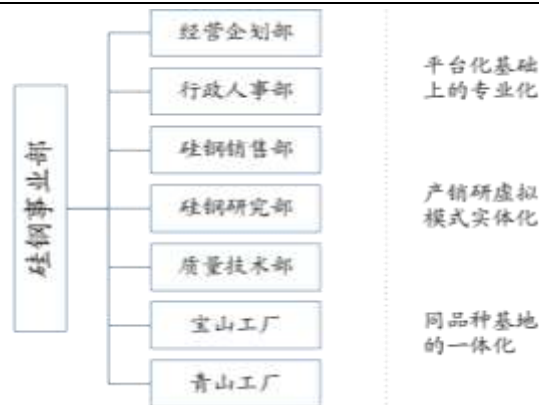 硅钢事业部
经营企划部
行政人事部
硅钢销售部
硅钢研究部
质量技术部
宝山工厂
青山工厂
平台化基础
上的专业化
产销研虚拟
模式实体化
同品种基地
的一体化